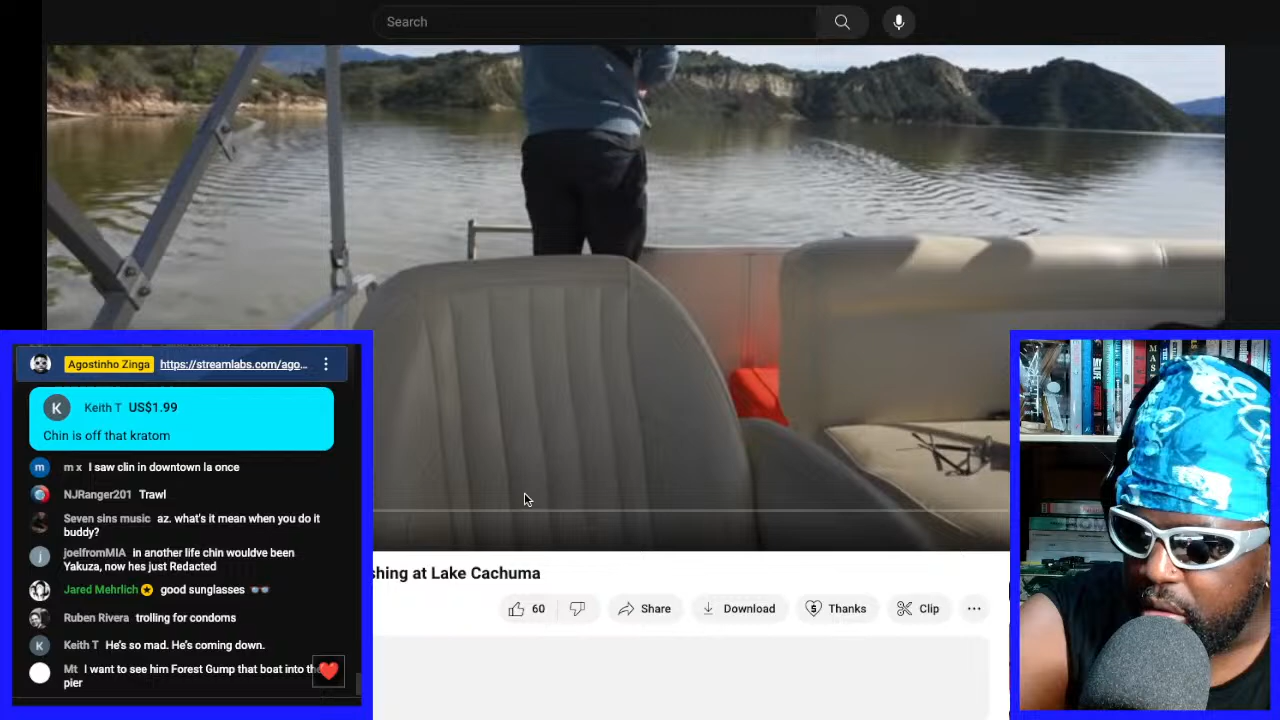 Search
Agostinho Zinga https://streamlabs.com/ago...
K Keith T US$1.99
Chin is off that kratom
m m x I saw clin in downtown la once
NJRanger201 Trawl
Seven sins music az. what's it mean when you do it
buddy?
j joelfromMIA in another life chin wouldve been
Yakuza, now hes just Redacted
Jared Mehrlich good sunglasses
Ruben Rivera trolling for condoms
K Keith T He's so mad. He's coming down.
Mt I want to see him Forest Gump that boat into the
pier
shing at Lake Cachuma
60 Share Download Thanks Clip